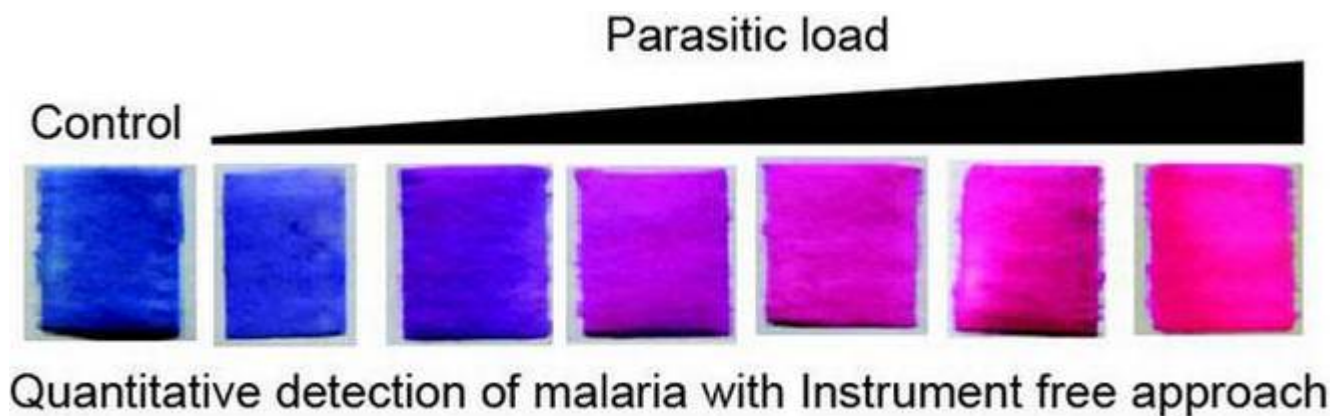 Parasitic load
Control
Quantitative detection of malaria with Instrument free approach